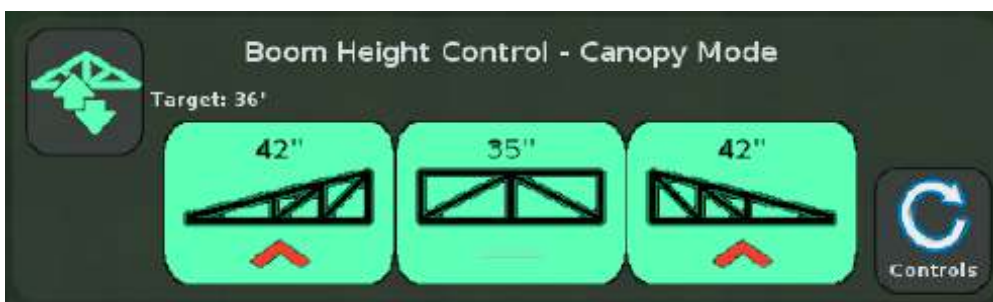 Boom Height Control - Canopy Mode
Target: 36'
42" 35" 42"
Controls